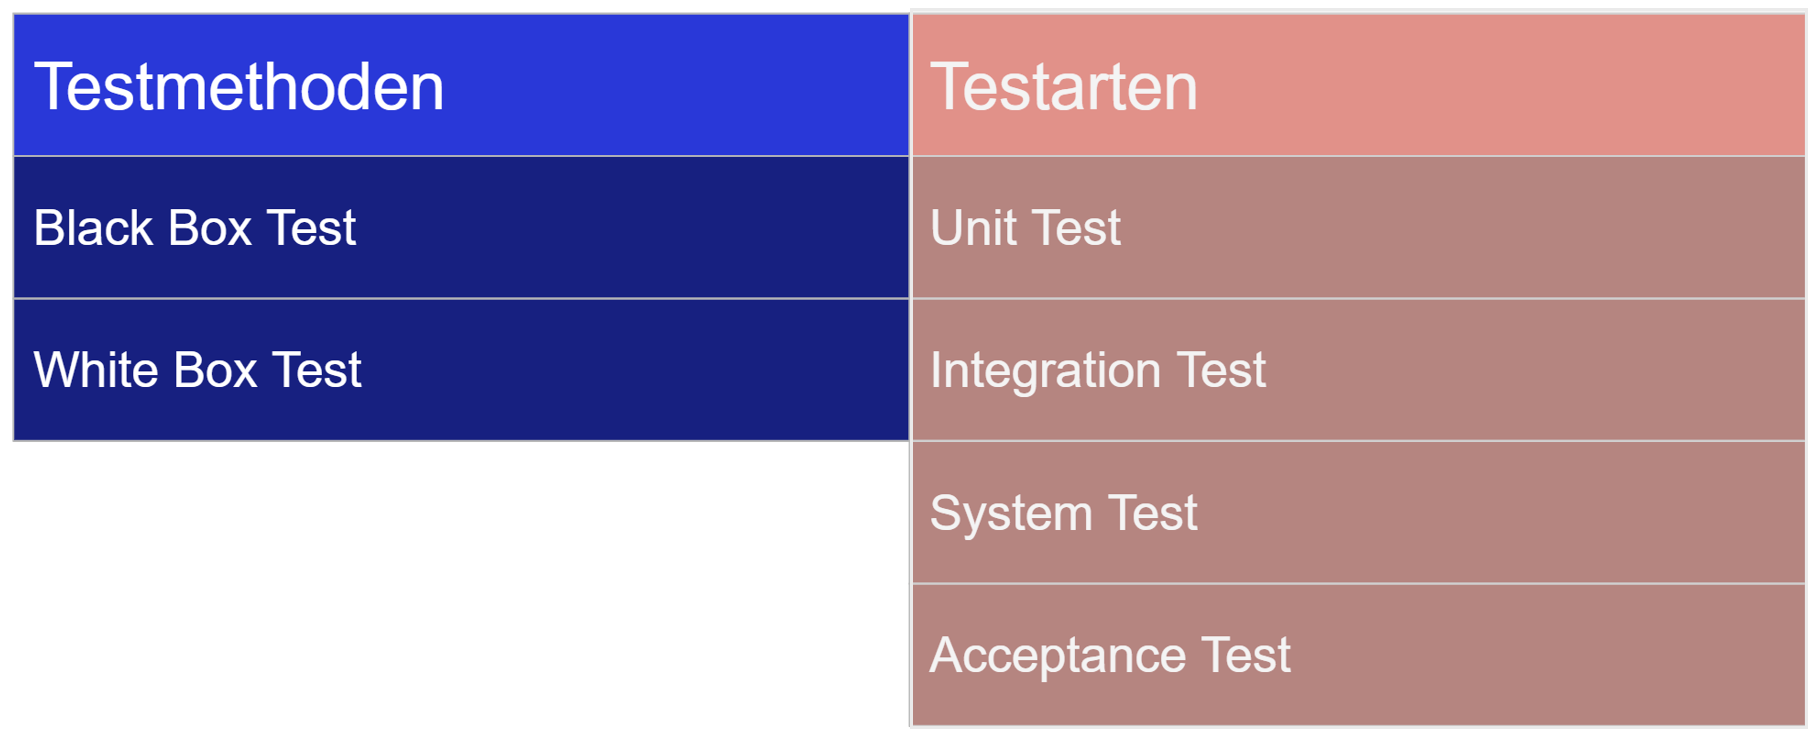 Testmethoden
Testarten
Black Box Test
Unit Test
White Box Test
Integration Test
System Test
Acceptance Test